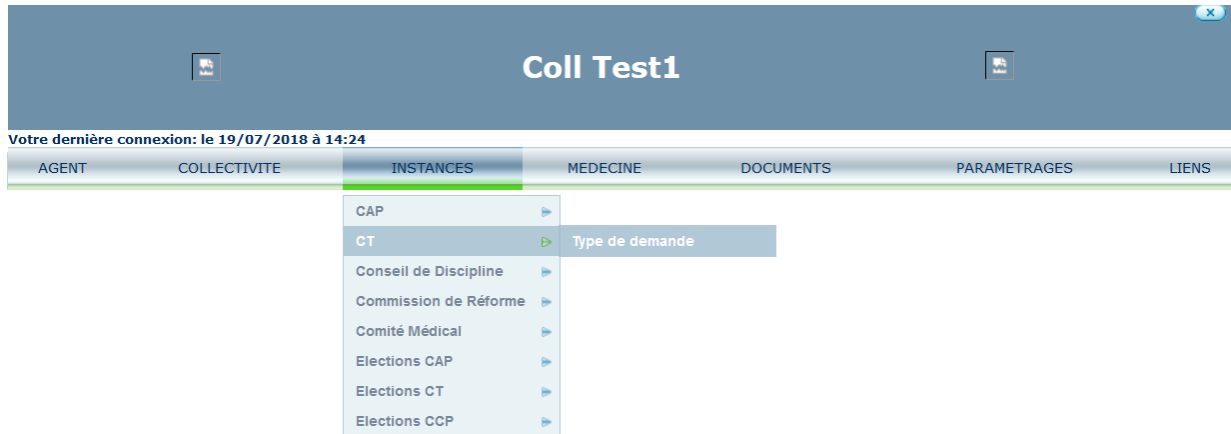 Coll Test1
Votre dernière connexion: le 19/07/2018 à 14:24
AGENT COLLECTIVITE INSTANCES MEDECINE DOCUMENTS PARAMETRAGES LIENS
CAP
CT Type de demande
Conseil de Discipline
Commission de Réforme
Comité Médical
Elections CAP
Elections CT
Elections CCP